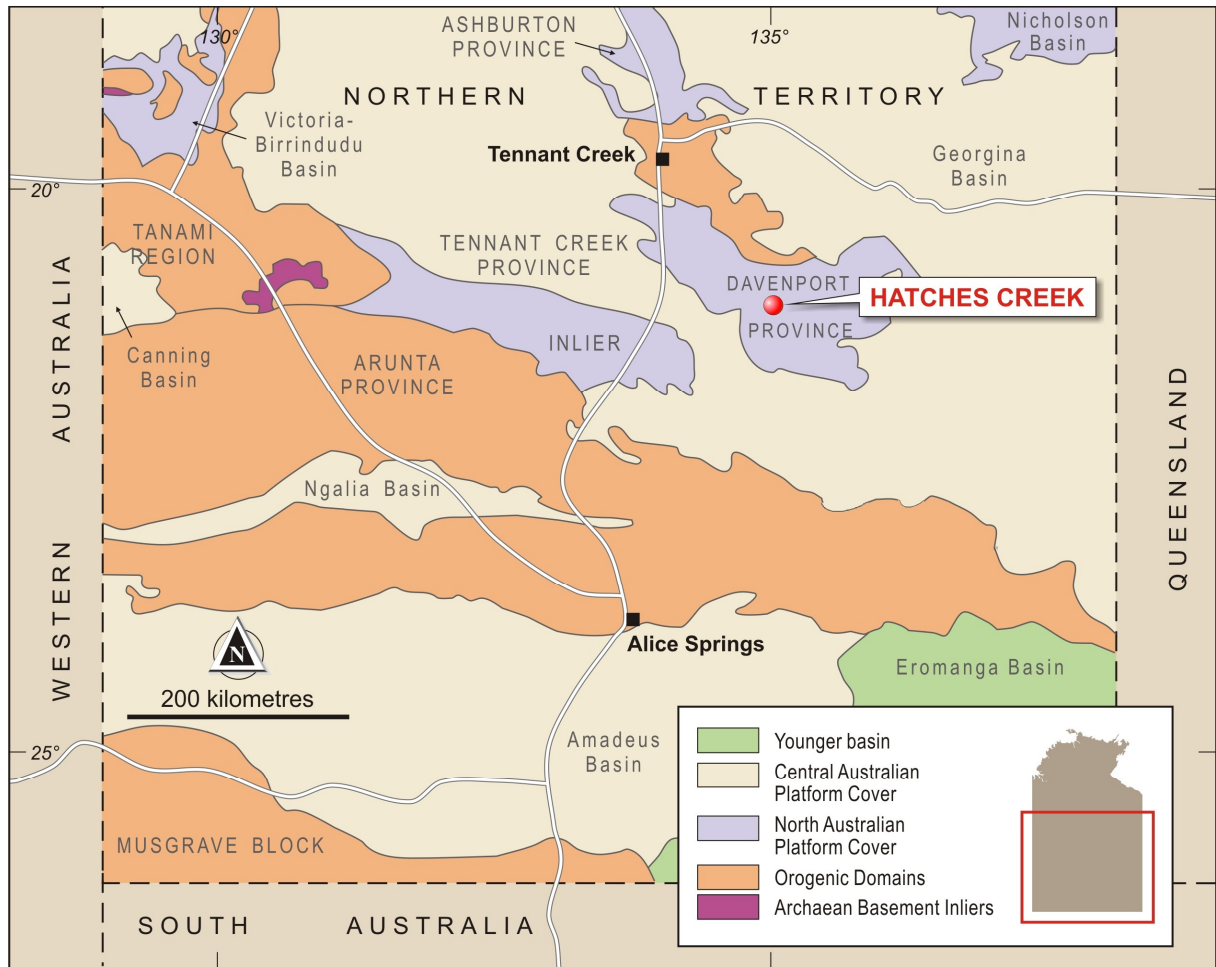 ASHBURTON
PROVINCE
130°
135°
Nicholson
Basin
NORTHERN TERRITORY
Victoria-
Birrindudu
Basin
Tennant Creek
Georgina
Basin
20°
TANAMI
REGION
TENNANT CREEK
PROVINCE
DAVENPORT
PROVINCE
HATCHES CREEK
Canning
Basin
INLIER
ARUNTA
PROVINCE
WESTERN AUSTRALIA
QUEENSLAND
Ngalia Basin
N
Alice Springs
200 kilometres
Eromanga Basin
25°
Amadeus
Basin
MUSGRAVE BLOCK
SOUTH AUSTRALIA
Younger basin
Central Australian
Platform Cover
North Australian
Platform Cover
Orogenic Domains
Archaean Basement Inliers